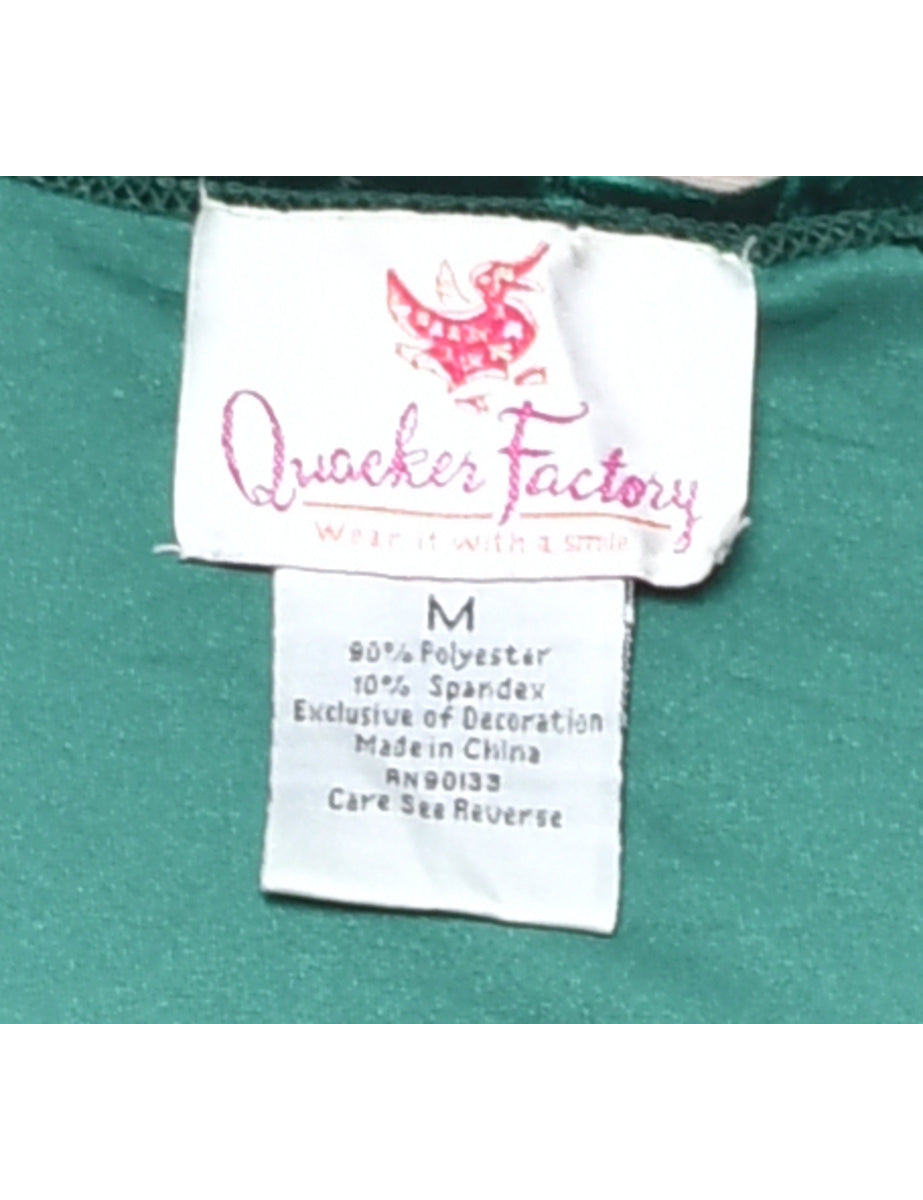 Quacker Factory
Wear it with a smile
M
90% Polyester
10% Spandex
Exclusive of Decoration
Made in China
RN90133
Care See Reverse